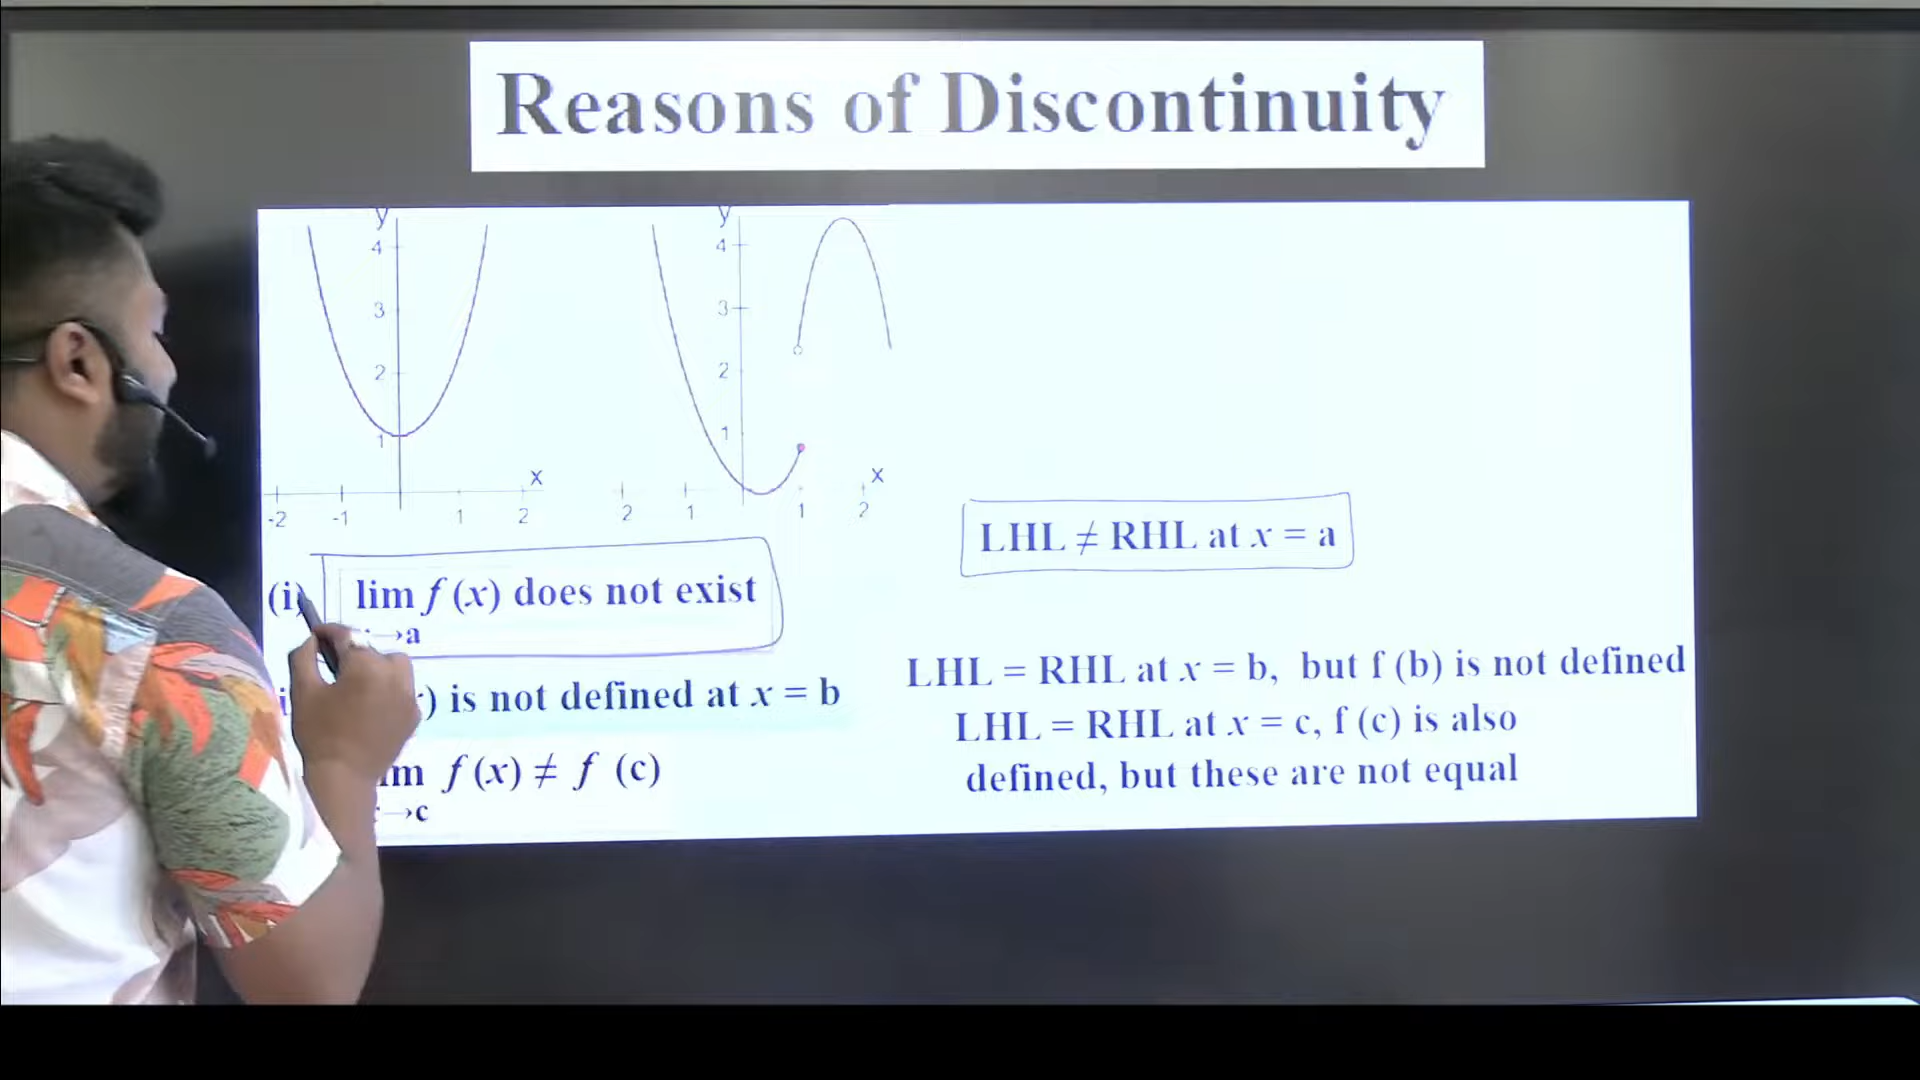 Reasons of Discontinuity
y
4
3
2
1
x
-2 -1 1 2
y
4
3
2
1
x
2 1 1 2
LHL ≠ RHL at x = a
(i) lim f (x) does not exist
→a
LHL = RHL at x = b, but f (b) is not defined
) is not defined at x = b
LHL = RHL at x = c, f (c) is also
defined, but these are not equal
f (x) ≠ f (c)
→c